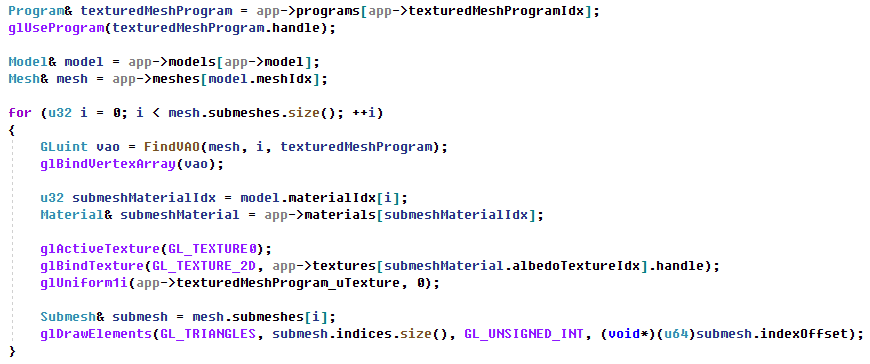 Program& texturedMeshProgram = app->programs[app->texturedMeshProgramIdx];
glUseProgram(texturedMeshProgram.handle);

Model& model = app->models[app->model];
Mesh& mesh = app->meshes[model.meshIdx];

for (u32 i = 0; i < mesh.submeshes.size(); ++i)
{
    GLuint vao = FindVAO(mesh, i, texturedMeshProgram);
    glBindVertexArray(vao);

    u32 submeshMaterialIdx = model.materialIdx[i];
    Material& submeshMaterial = app->materials[submeshMaterialIdx];

    glActiveTexture(GL_TEXTURE0);
    glBindTexture(GL_TEXTURE_2D, app->textures[submeshMaterial.albedoTextureIdx].handle);
    glUniform1i(app->texturedMeshProgram_uTexture, 0);

    Submesh& submesh = mesh.submeshes[i];
    glDrawElements(GL_TRIANGLES, submesh.indices.size(), GL_UNSIGNED_INT, (void*)(u64)submesh.indexOffset);
}